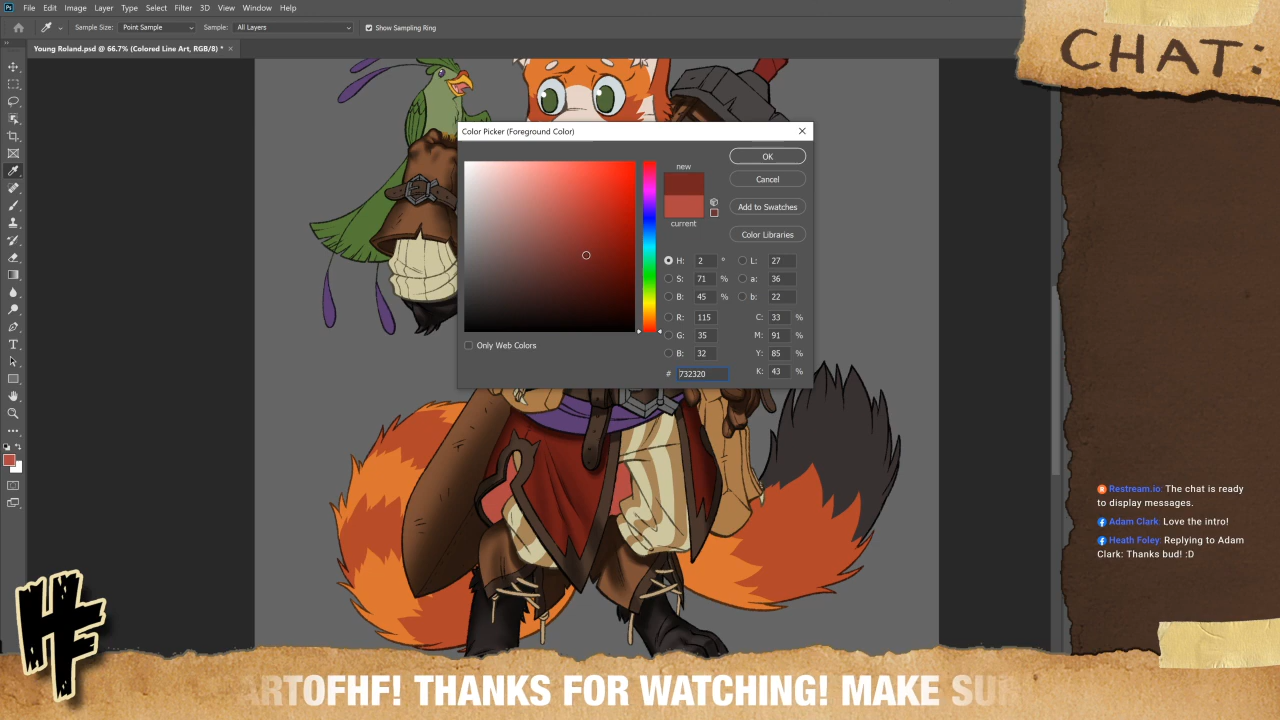 File Edit Image Layer Type Select Filter 3D View Window Help
Sample Size: Point Sample Sample: All Layers Show Sampling Ring
Young Roland.psd @ 66.7% (Colored Line Art, RGB/8) *
CHAT:
Color Picker (Foreground Color)
new
current
OK
Cancel
Add to Swatches
Color Libraries
H: 2 ° L: 27
S: 71 % a: 36
B: 45 % b: 22
R: 115 C: 33 %
G: 35 M: 91 %
B: 32 Y: 85 %
# 732320 K: 43 %
Only Web Colors
Restream.io: The chat is ready
to display messages.
Adam Clark: Love the intro!
Heath Foley: Replying to Adam
Clark: Thanks bud! :D
HF
ARTOFHF! THANKS FOR WATCHING! MAKE SUR